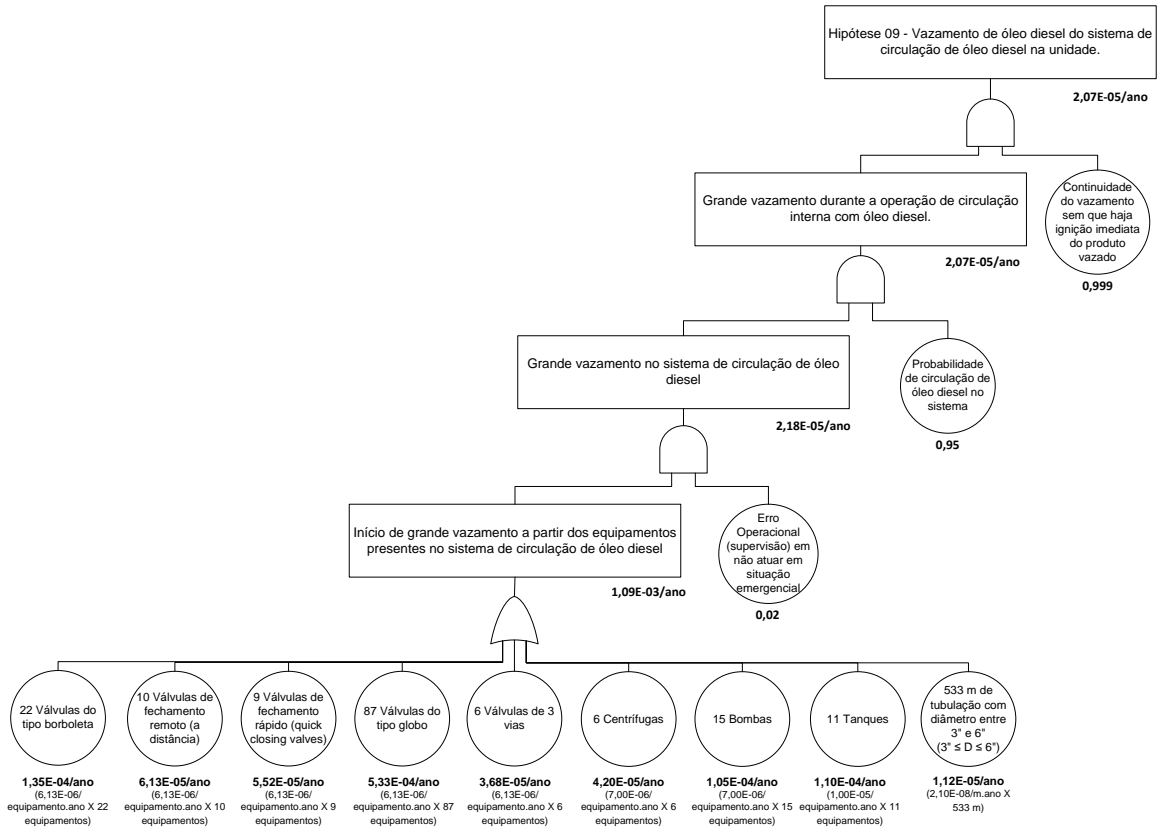 Hipótese 09 - Vazamento de óleo diesel do sistema de
circulação de óleo diesel na unidade.
2,07E-05/ano
Grande vazamento durante a operação de circulação
interna com óleo diesel.
2,07E-05/ano
Continuidade
do vazamento
sem que haja
ignição imediata
do produto
vazado
0,999
Grande vazamento no sistema de circulação de óleo
diesel
2,18E-05/ano
Probabilidade
de circulação de
óleo diesel no
sistema
0,95
Início de grande vazamento a partir dos equipamentos
presentes no sistema de circulação de óleo diesel
1,09E-03/ano
Erro
Operacional
(supervisão) em
não atuar em
situação
emergencial
0,02
22 Válvulas do
tipo borboleta
1,35E-04/ano
(6,13E-06/
equipamento.ano X 22
equipamentos)
10 Válvulas de
fechamento
remoto (a
distância)
6,13E-05/ano
(6,13E-06/
equipamento.ano X 10
equipamentos)
9 Válvulas de
fechamento
rápido (quick
closing valves)
5,52E-05/ano
(6,13E-06/
equipamento.ano X 9
equipamentos)
87 Válvulas do
tipo globo
5,33E-04/ano
(6,13E-06/
equipamento.ano X 87
equipamentos)
6 Válvulas de 3
vias
3,68E-05/ano
(6,13E-06/
equipamento.ano X 6
equipamentos)
6 Centrífugas
4,20E-05/ano
(7,00E-06/
equipamento.ano X 6
equipamentos)
15 Bombas
1,05E-04/ano
(7,00E-06/
equipamento.ano X 15
equipamentos)
11 Tanques
1,10E-04/ano
(1,00E-05/
equipamento.ano X 11
equipamentos)
533 m de
tubulação com
diâmetro entre
3" e 6"
(3" ≤ D ≤ 6")
1,12E-05/ano
(2,10E-08/m.ano X
533 m)